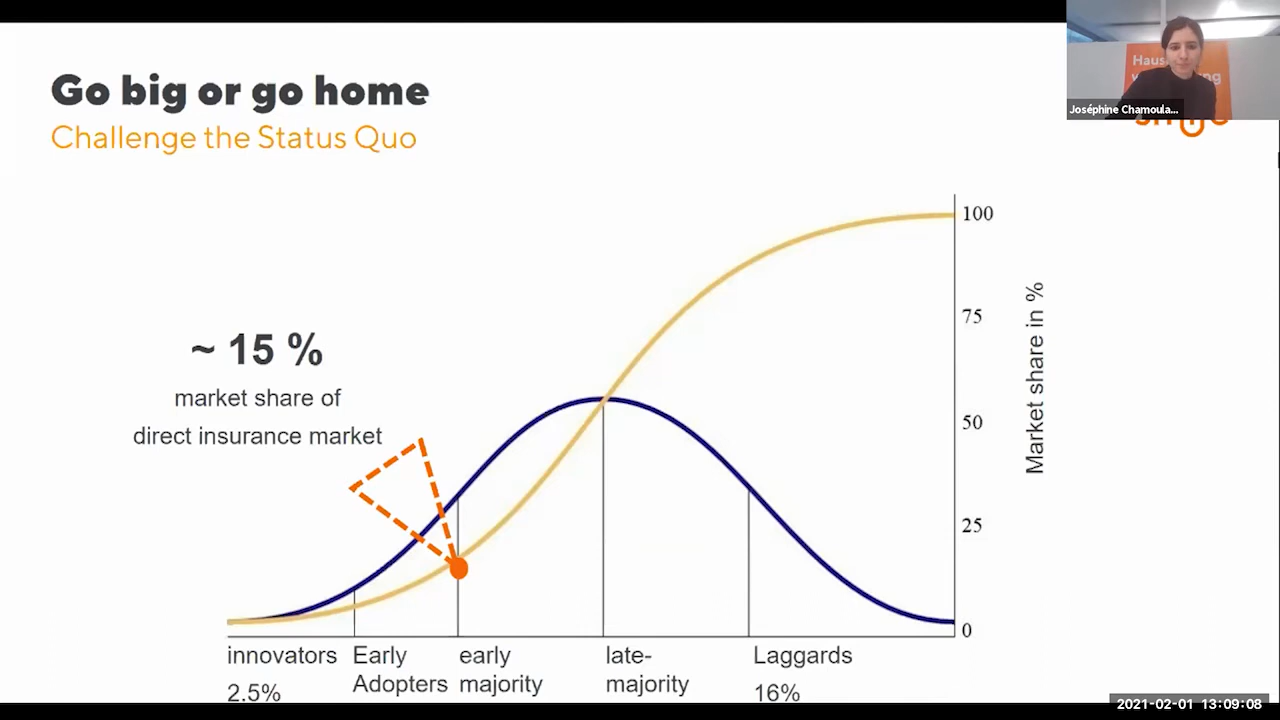 Go big or go home
Challenge the Status Quo
Joséphine Chamoula...
~ 15 %
market share of
direct insurance market
100
75
50
25
0
Market share in %
innovators
2.5%
Early
Adopters
early
majority
late-
majority
Laggards
16%
2021-02-01 13:09:08